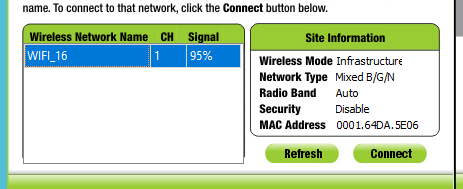 name. To connect to that network, click the Connect button below.
Wireless Network Name CH Signal
WIFI_16 1 95%
Site Information
Wireless Mode Infrastructure
Network Type Mixed B/G/N
Radio Band Auto
Security Disable
MAC Address 0001.64DA.5E06
Refresh Connect